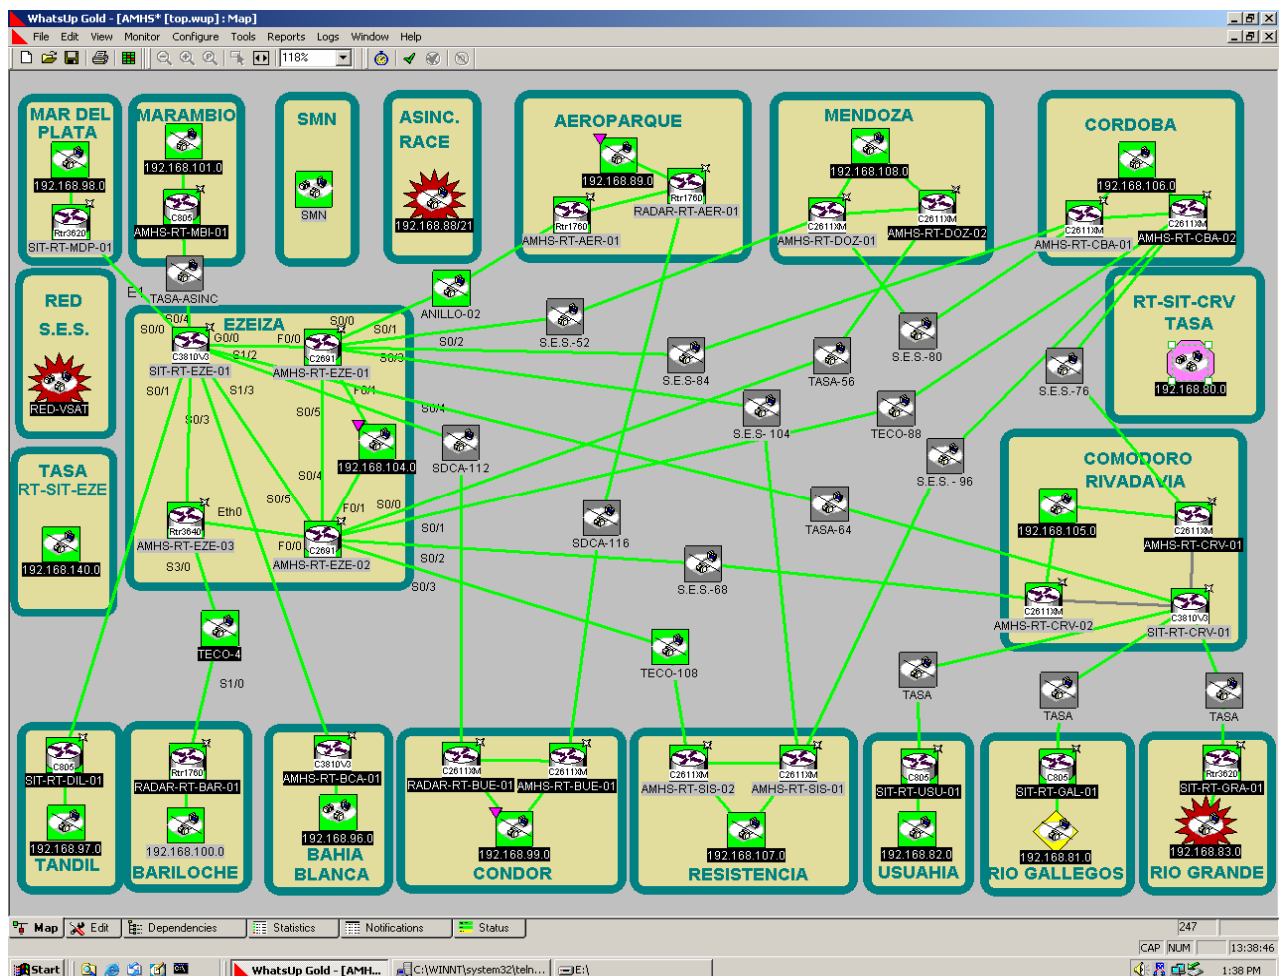 WhatsUp Gold - [AMHS* [top.wup] : Map]
File Edit View Monitor Configure Tools Reports Logs Window Help
118%
MAR DEL
PLATA
192.168.98.0
Rtr3620
SIT-RT-MDP-01
MARAMBIO
192.168.101.0
C805
AMHS-RT-MBI-01
TASA-ASINC
SMN
SMN
ASINC.
RACE
192.168.88/21
AEROPARQUE
192.168.89.0
Rtr1760
RADAR-RT-AER-01
Rtr1760
AMHS-RT-AER-01
MENDOZA
192.168.108.0
C2611XM
AMHS-RT-DOZ-01
C2611XM
AMHS-RT-DOZ-02
CORDOBA
192.168.106.0
C2611XM
AMHS-RT-CBA-01
C2611XM
AMHS-RT-CBA-02
RED
S.E.S.
RED-VSAT
E1
S0/4
EZEIZA
S0/0
G0/0
F0/0
S0/0
S0/1
S0/2
S0/3
C3810V3
SIT-RT-EZE-01
S1/2
C2691
AMHS-RT-EZE-01
S0/1
S1/3
F0/1
S0/3
S0/5
S0/4
192.168.104.0
S0/4
S0/5
S0/0
Eth0
F0/1
S0/1
Rtr3640
AMHS-RT-EZE-03
F0/0
C2691
AMHS-RT-EZE-02
S0/2
S3/0
S0/3
ANILLO-02
S.E.S.-52
S.E.S-84
S.E.S.-80
TASA-56
S.E.S.-76
S.E.S- 104
TECO-88
SDCA-112
S.E.S. - 96
SDCA-116
TASA-64
S.E.S.-68
TECO-4
S1/0
TECO-108
RT-SIT-CRV
TASA
192.168.80.0
TASA
RT-SIT-EZE
192.168.140.0
COMODORO
RIVADAVIA
192.168.105.0
C2611XM
AMHS-RT-CRV-01
C2611XM
AMHS-RT-CRV-02
C3810V3
SIT-RT-CRV-01
TASA
TASA
TASA
C805
SIT-RT-DIL-01
192.168.97.0
TANDIL
Rtr1760
RADAR-RT-BAR-01
192.168.100.0
BARILOCHE
C3810V3
AMHS-RT-BCA-01
192.168.96.0
BAHIA
BLANCA
C2611XM
RADAR-RT-BUE-01
C2611XM
AMHS-RT-BUE-01
192.168.99.0
CONDOR
C2611XM
AMHS-RT-SIS-02
C2611XM
AMHS-RT-SIS-01
192.168.107.0
RESISTENCIA
C805
SIT-RT-USU-01
192.168.82.0
USUAHIA
C805
SIT-RT-GAL-01
192.168.81.0
RIO GALLEGOS
Rtr3620
SIT-RT-GRA-01
192.168.83.0
RIO GRANDE
Map Edit Dependencies Statistics Notifications Status
247
CAP NUM 13:38:46
Start WhatsUp Gold - [AMH... C:\WINNT\system32\teln... E:\ 1:38 PM